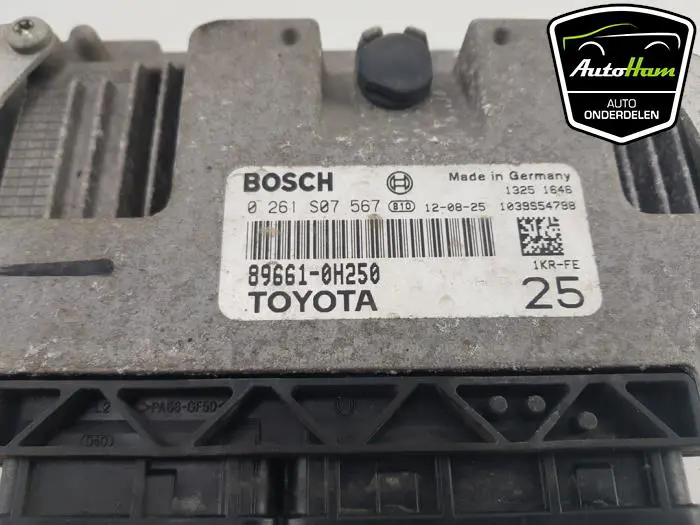 AutoHam
AUTO
ONDERDELEN
BOSCH
Made in Germany
1325 1646
0 261 S07 567 B10 12-08-25 1039S54798
89661-0H250
1KR-FE
TOYOTA
25
>PA66-GF50<